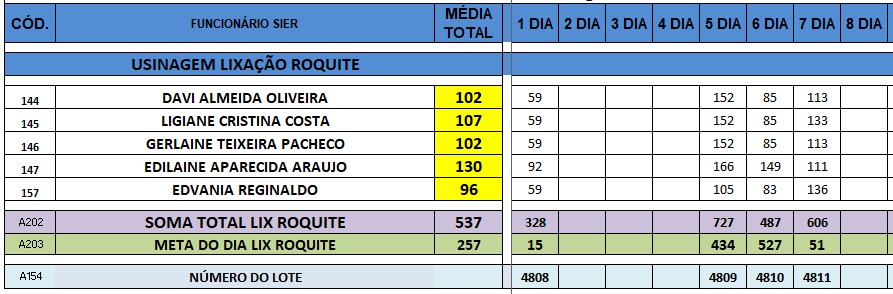 CÓD. FUNCIONÁRIO SIER MÉDIA TOTAL 1 DIA 2 DIA 3 DIA 4 DIA 5 DIA 6 DIA 7 DIA 8 DIA
USINAGEM LIXAÇÃO ROQUITE
144 DAVI ALMEIDA OLIVEIRA 102 59 152 85 113
145 LIGIANE CRISTINA COSTA 107 59 152 85 133
146 GERLAINE TEIXEIRA PACHECO 102 59 152 85 113
147 EDILAINE APARECIDA ARAUJO 130 92 166 149 111
157 EDVANIA REGINALDO 96 59 105 83 136
A202 SOMA TOTAL LIX ROQUITE 537 328 727 487 606
A203 META DO DIA LIX ROQUITE 257 15 434 527 51
A154 NÚMERO DO LOTE 4808 4809 4810 4811